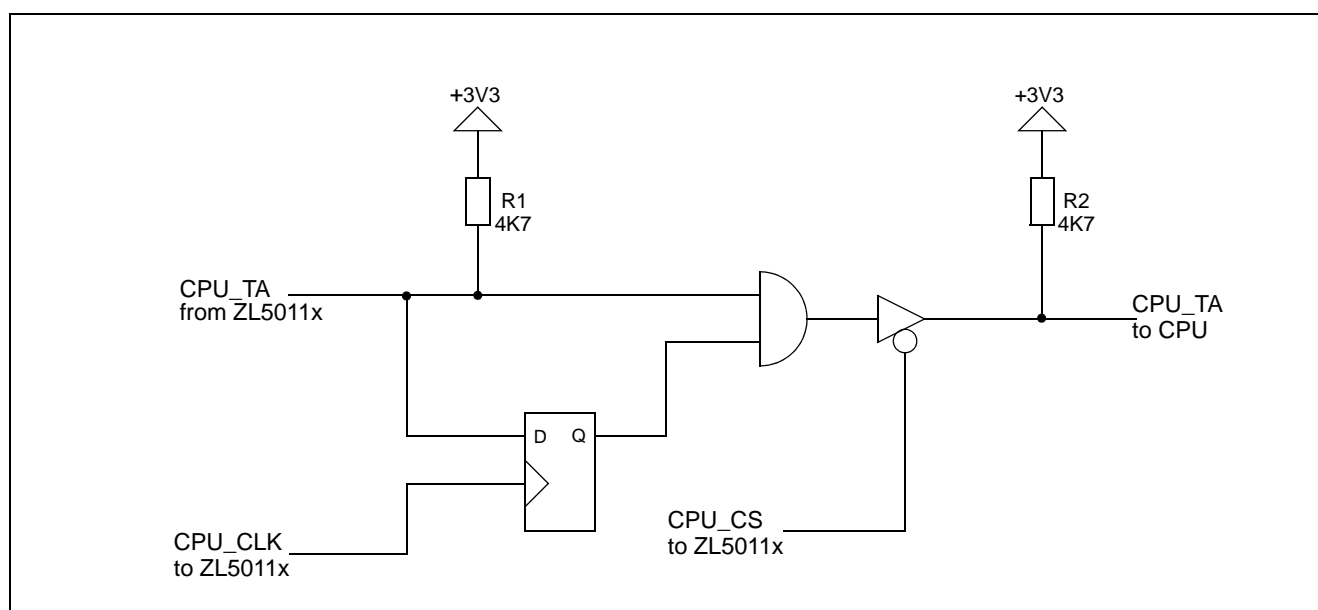 +3V3
+3V3
R1
4K7
R2
4K7
CPU_TA
from ZL5011x
CPU_TA
to CPU
D Q
CPU_CLK
to ZL5011x
CPU_CS
to ZL5011x